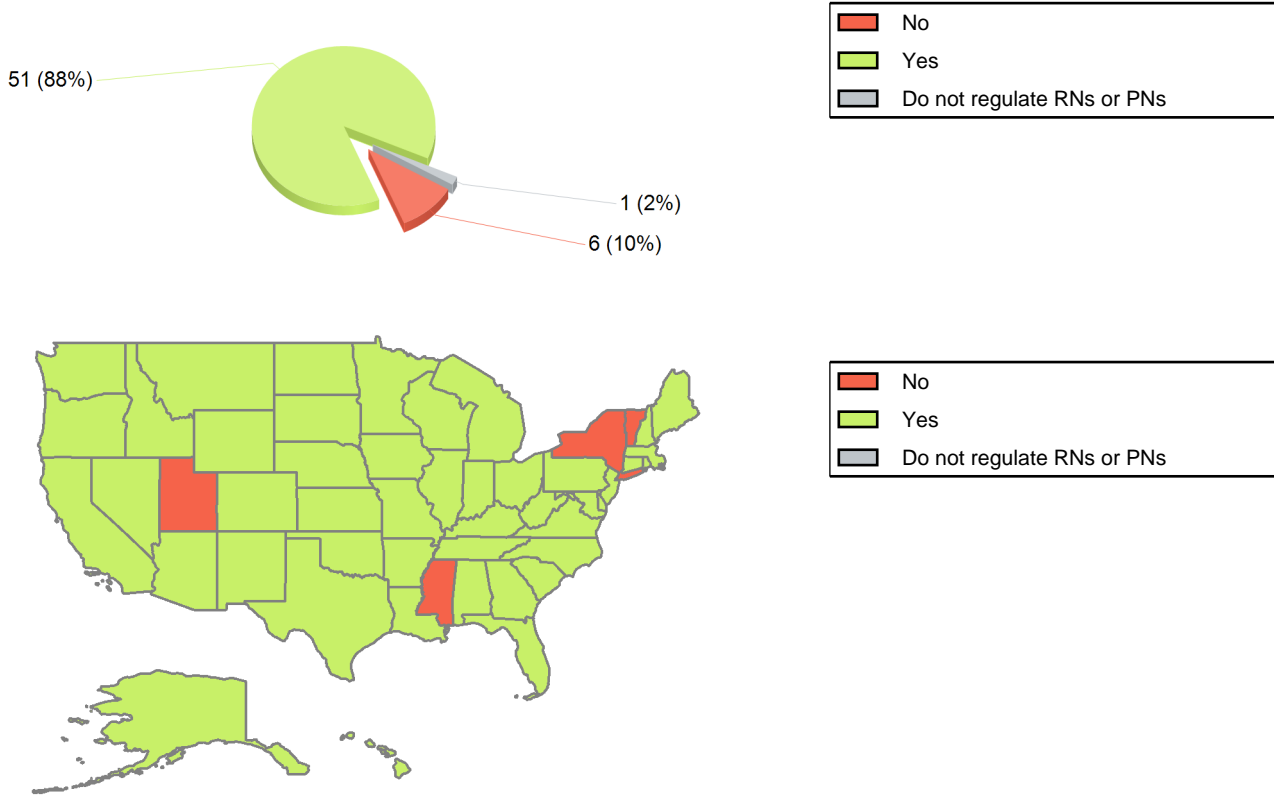 No
Yes
Do not regulate RNs or PNs
51 (88%)
1 (2%)
6 (10%)
No
Yes
Do not regulate RNs or PNs